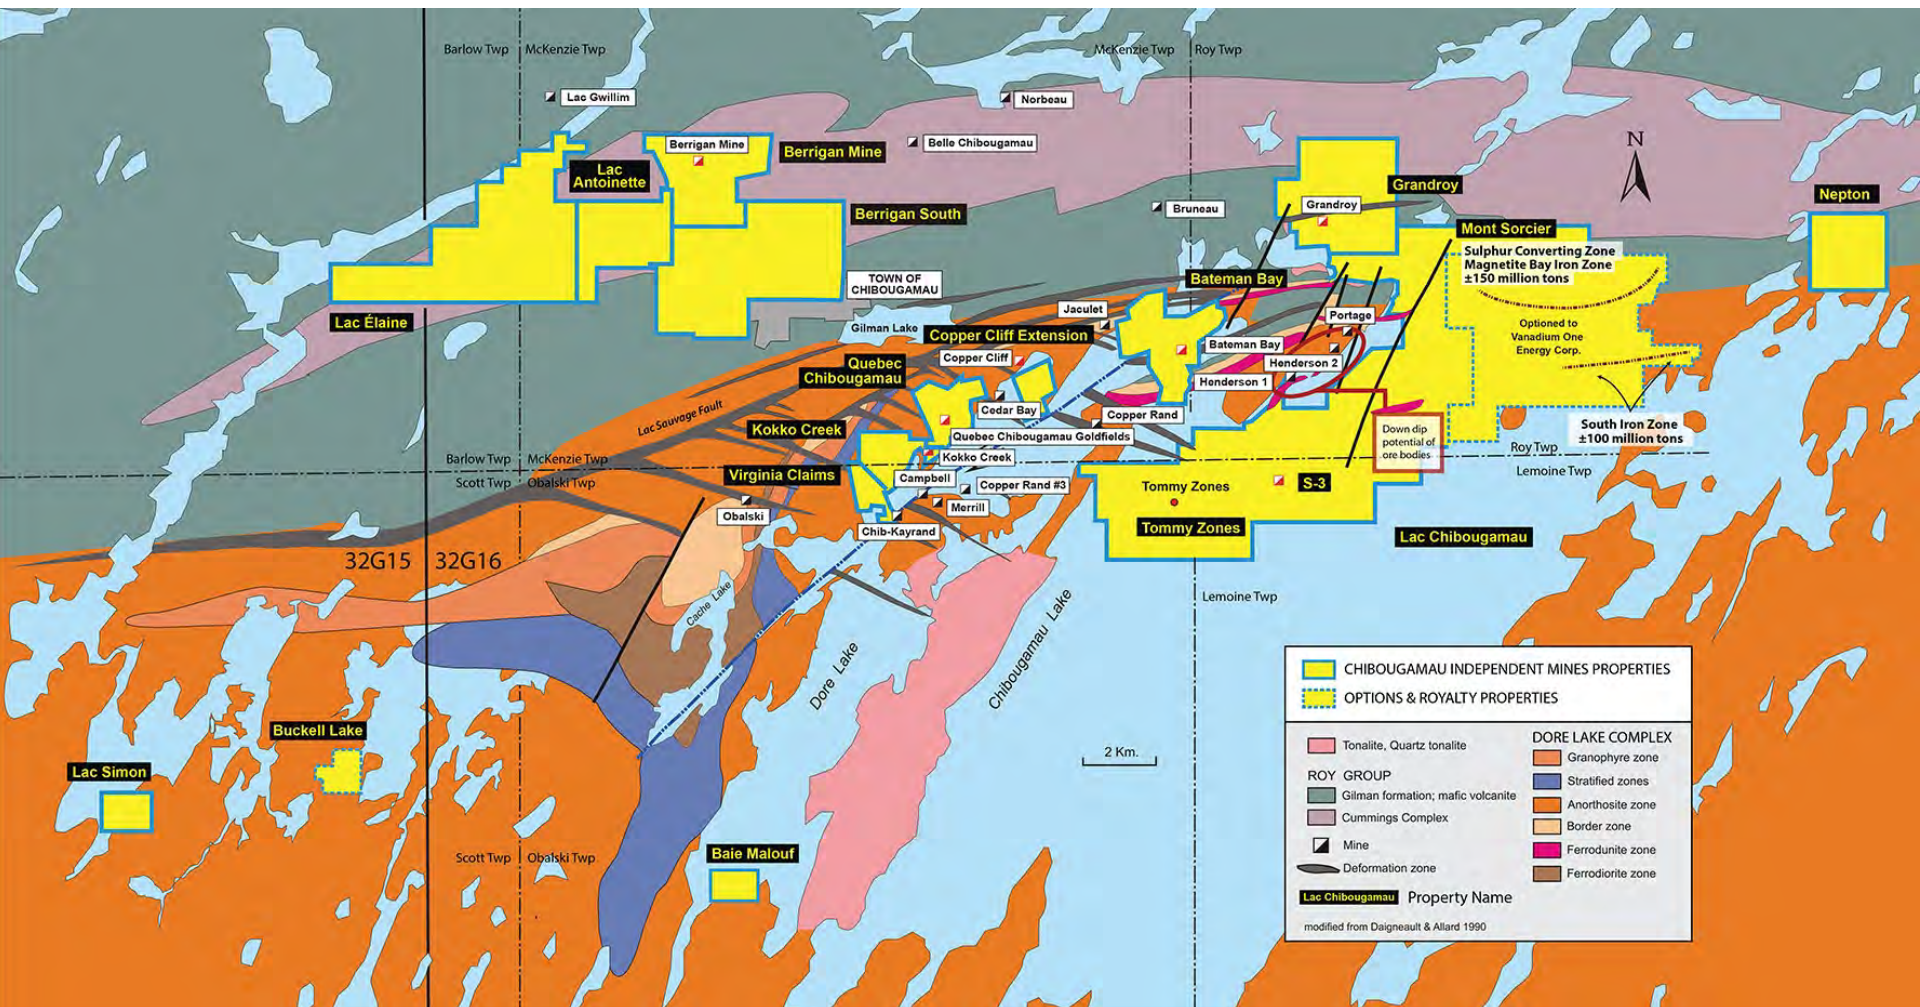 Barlow Twp
McKenzie Twp
McKenzie Twp
Roy Twp
Lac Gwillim
Norbeau
Belle Chibougamau
Berrigan Mine
Berrigan Mine
Lac
Antoinette
Berrigan South
Bruneau
Grandroy
Grandroy
N
Nepton
Mont Sorcier
Sulphur Converting Zone
Magnetite Bay Iron Zone
±150 million tons
TOWN OF
CHIBOUGAMAU
Bateman Bay
Lac Élaine
Gilman Lake
Jaculet
Portage
Optioned to
Vanadium One
Energy Corp.
Copper Cliff Extension
Copper Cliff
Bateman Bay
Henderson 2
Henderson 1
Quebec
Chibougamau
Cedar Bay
Copper Rand
Lac Sauvage Fault
Kokko Creek
Quebec Chibougamau Goldfields
Down dip
potential of
ore bodies
South Iron Zone
±100 million tons
Barlow Twp
McKenzie Twp
Kokko Creek
Roy Twp
Lemoine Twp
Scott Twp
Obalski Twp
Virginia Claims
Campbell
Copper Rand #3
Tommy Zones
S-3
Obalski
Merrill
Chib-Kayrand
Tommy Zones
Lac Chibougamau
32G15
32G16
Cache Lake
Lemoine Twp
Dore Lake
Chibougamau Lake
Buckell Lake
Lac Simon
2 Km.
Scott Twp
Obalski Twp
Baie Malouf
CHIBOUGAMAU INDEPENDENT MINES PROPERTIES
OPTIONS & ROYALTY PROPERTIES
Tonalite, Quartz tonalite
ROY GROUP
Gilman formation; mafic volcanite
Cummings Complex
Mine
Deformation zone
DORE LAKE COMPLEX
Granophyre zone
Stratified zones
Anorthosite zone
Border zone
Ferrodunite zone
Ferrodiorite zone
Lac Chibougamau
Property Name
modified from Daigneault & Allard 1990